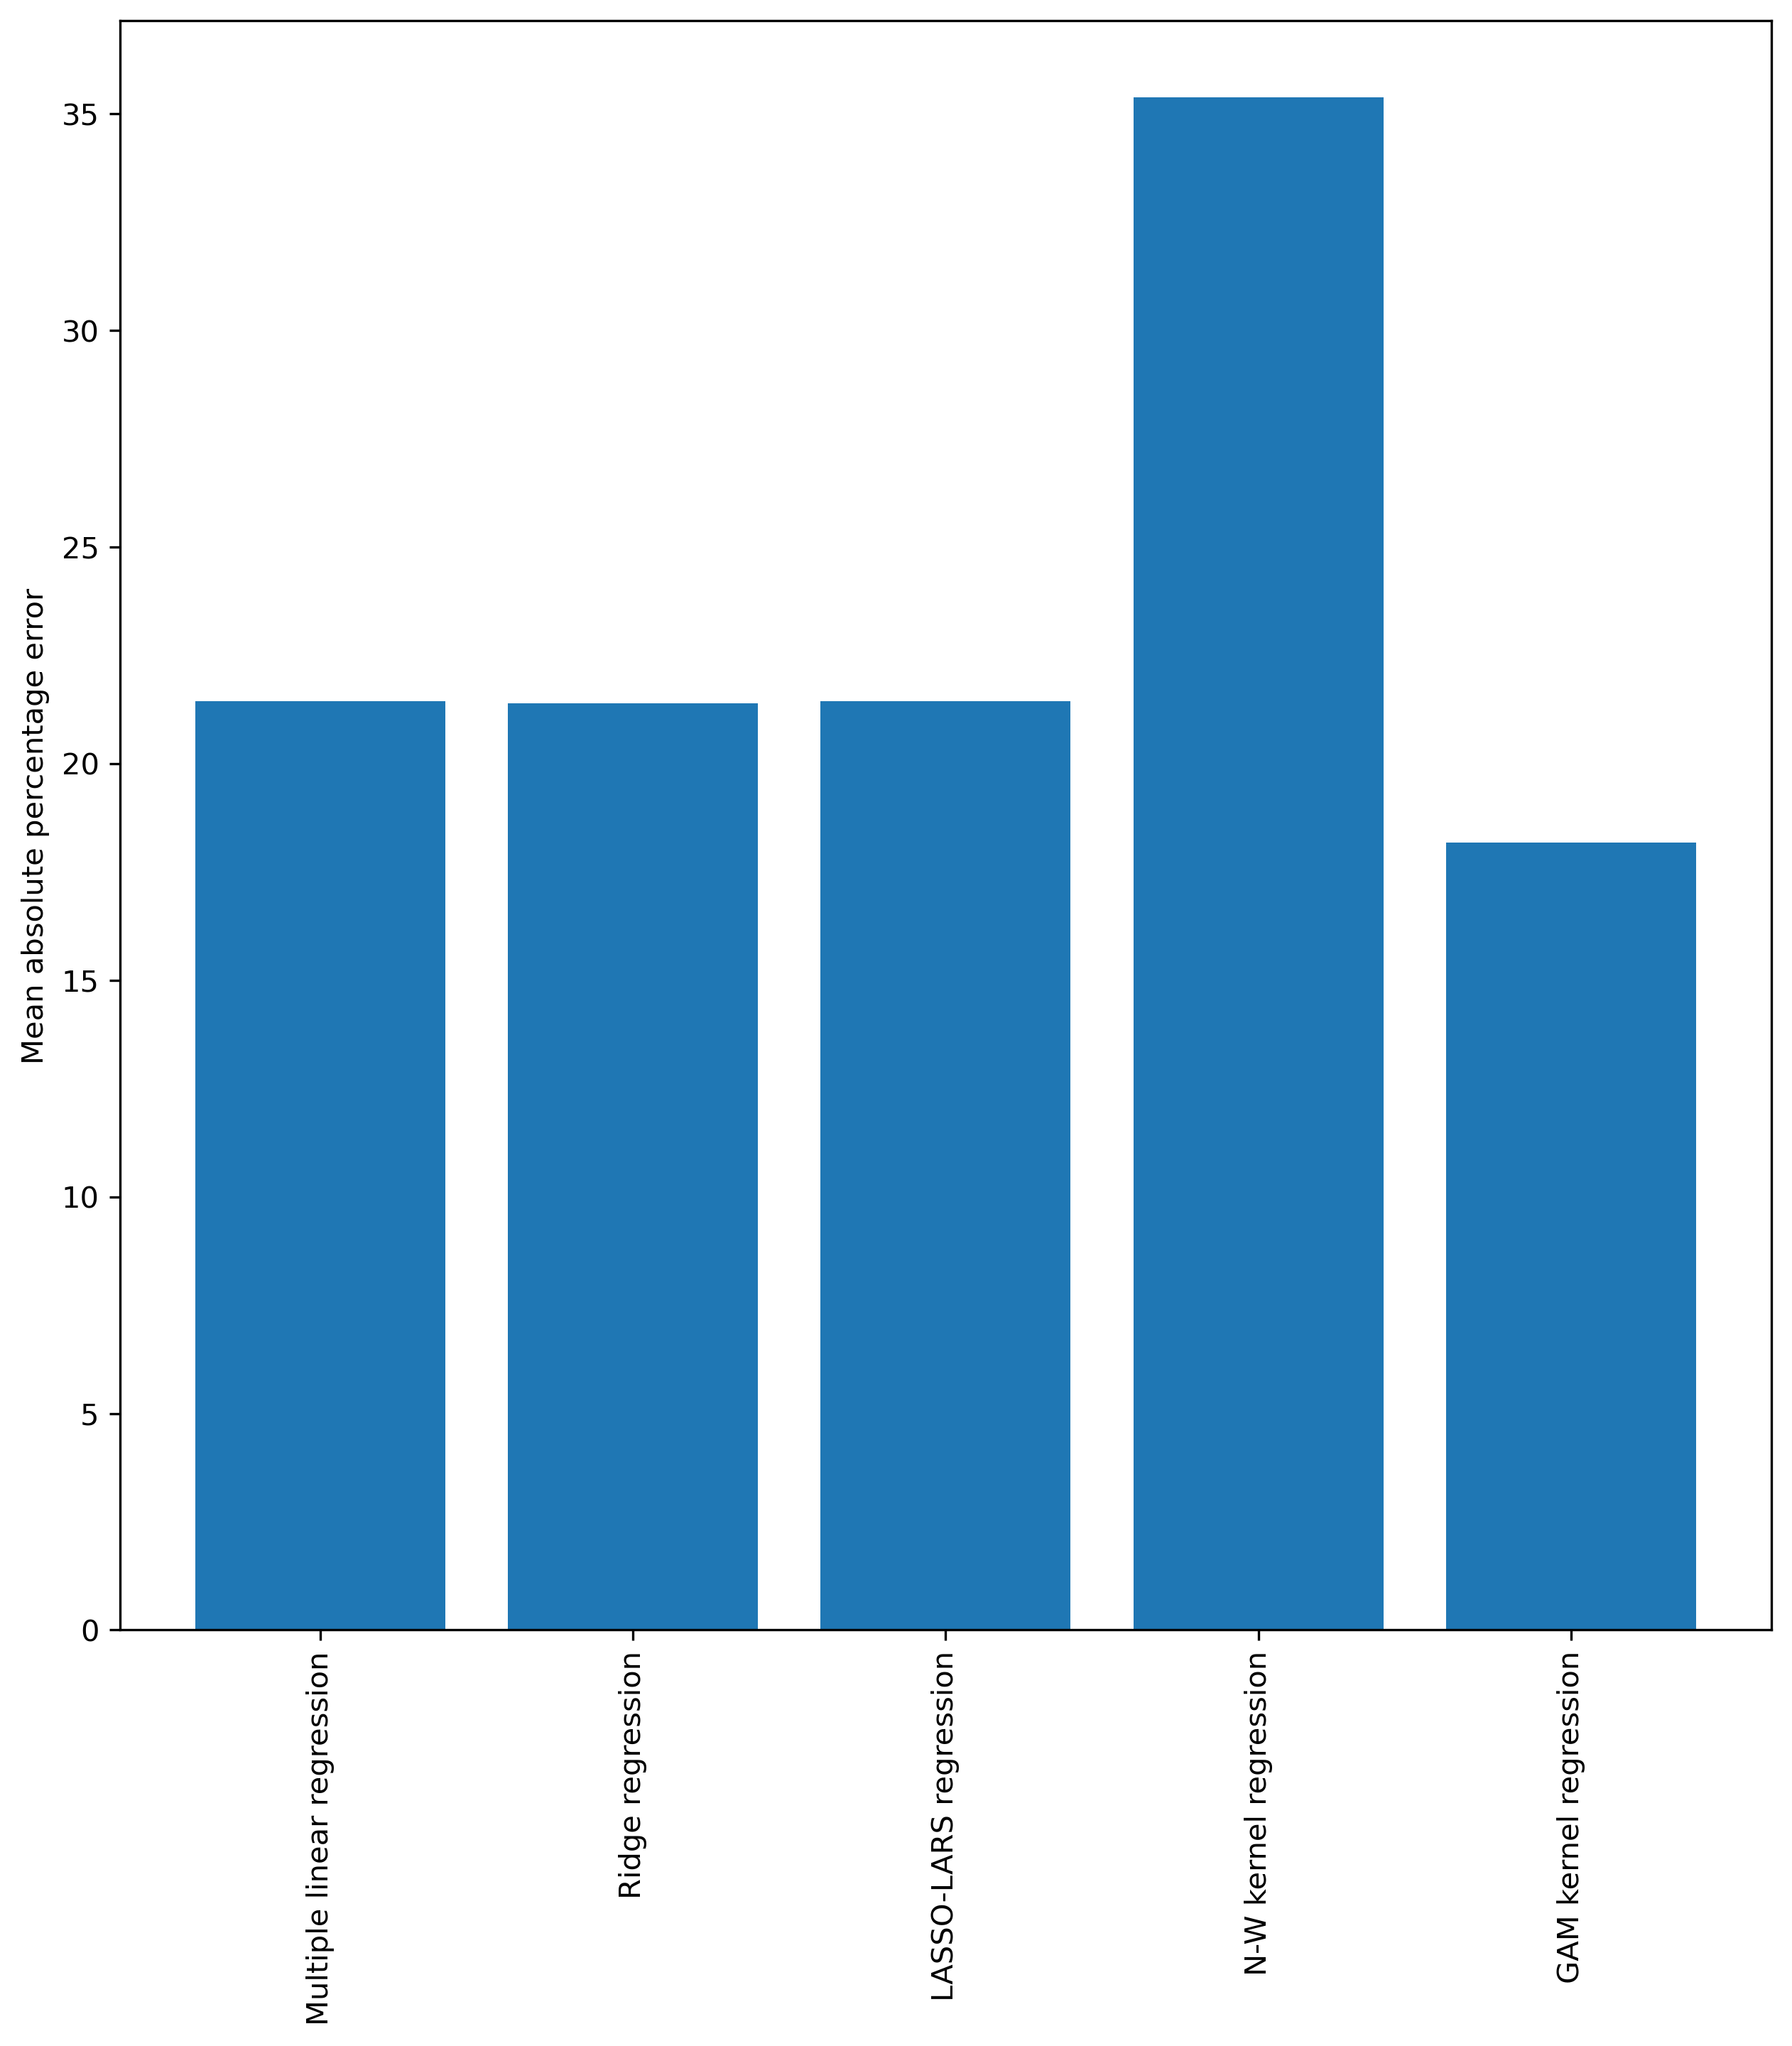 Mean absolute percentage error
35
30
25
20
15
10
5
0
Multiple linear regression
Ridge regression
LASSO-LARS regression
N-W kernel regression
GAM kernel regression